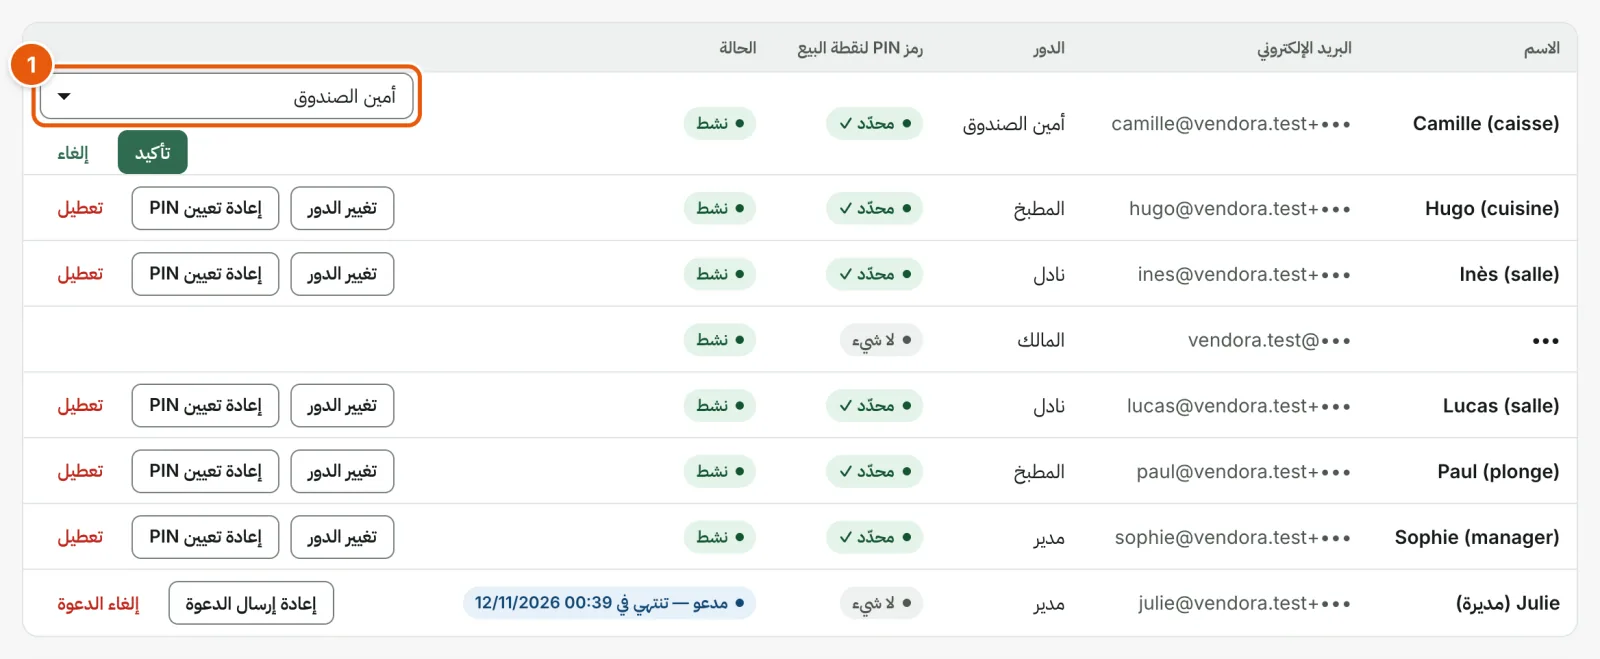 الاسم البريد الإلكتروني الدور رمز PIN لنقطة البيع الحالة
1
أمين الصندوق
Camille (caisse) •••+camille@vendora.test أمين الصندوق محدّد ✓ نشط
تأكيد إلغاء
Hugo (cuisine) •••+hugo@vendora.test المطبخ محدّد ✓ نشط تغيير الدور إعادة تعيين PIN تعطيل
Inès (salle) •••+ines@vendora.test نادل محدّد ✓ نشط تغيير الدور إعادة تعيين PIN تعطيل
••• •••@vendora.test المالك لا شيء نشط
Lucas (salle) •••+lucas@vendora.test نادل محدّد ✓ نشط تغيير الدور إعادة تعيين PIN تعطيل
Paul (plonge) •••+paul@vendora.test المطبخ محدّد ✓ نشط تغيير الدور إعادة تعيين PIN تعطيل
Sophie (manager) •••+sophie@vendora.test مدير محدّد ✓ نشط تغيير الدور إعادة تعيين PIN تعطيل
Julie (مديرة) •••+julie@vendora.test مدير لا شيء مدعو — تنتهي في 12/11/2026 00:39 إعادة إرسال الدعوة إلغاء الدعوة